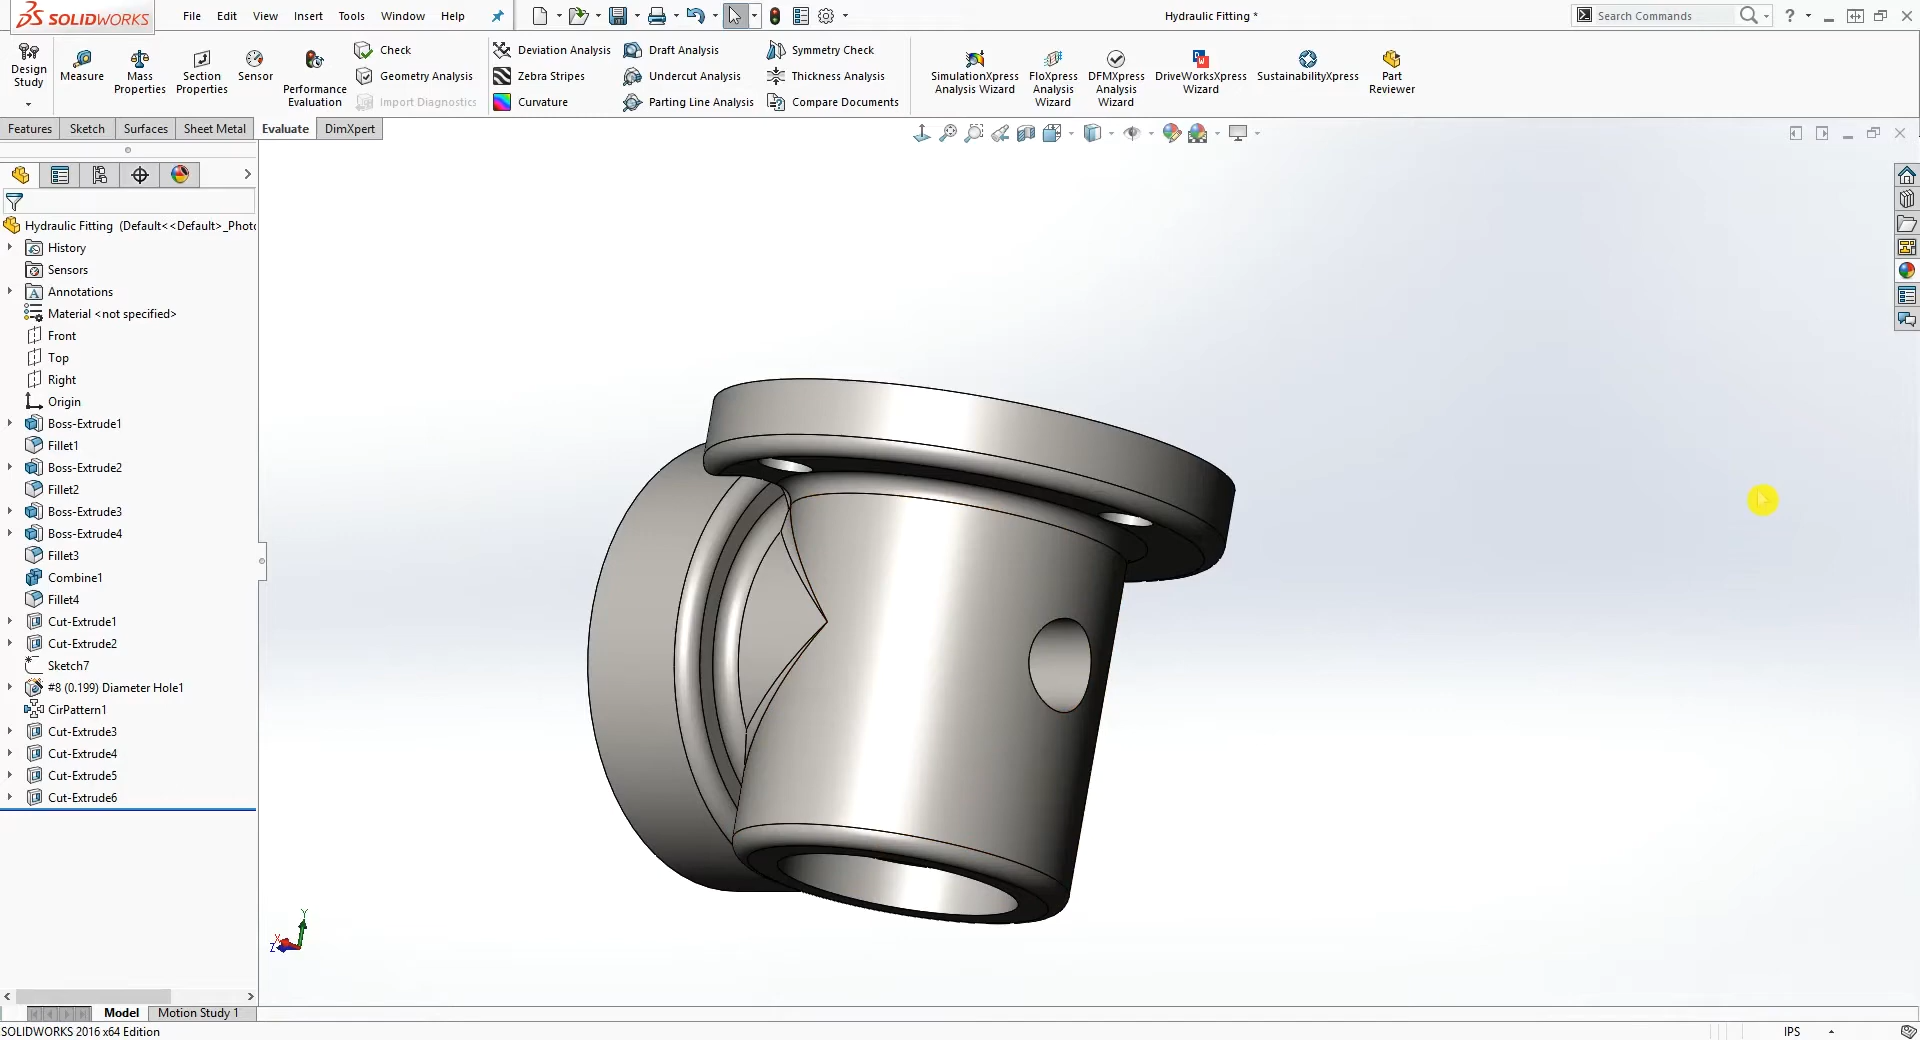 SOLIDWORKS
File Edit View Insert Tools Window Help
Hydraulic Fitting *
Search Commands
?
Design Study
Measure
Mass Properties
Section Properties
Sensor
Performance Evaluation
Check
Geometry Analysis
Import Diagnostics
Deviation Analysis
Zebra Stripes
Curvature
Draft Analysis
Undercut Analysis
Parting Line Analysis
Symmetry Check
Thickness Analysis
Compare Documents
SimulationXpress Analysis Wizard
FloXpress Analysis Wizard
DFMXpress Analysis Wizard
DriveWorksXpress Wizard
SustainabilityXpress
Part Reviewer
Features Sketch Surfaces Sheet Metal Evaluate DimXpert
Hydraulic Fitting (Default<<Default>_Phot
History
Sensors
Annotations
Material <not specified>
Front
Top
Right
Origin
Boss-Extrude1
Fillet1
Boss-Extrude2
Fillet2
Boss-Extrude3
Boss-Extrude4
Fillet3
Combine1
Fillet4
Cut-Extrude1
Cut-Extrude2
Sketch7
#8 (0.199) Diameter Hole1
CirPattern1
Cut-Extrude3
Cut-Extrude4
Cut-Extrude5
Cut-Extrude6
Y
X
Z
Model Motion Study 1
SOLIDWORKS 2016 x64 Edition
IPS